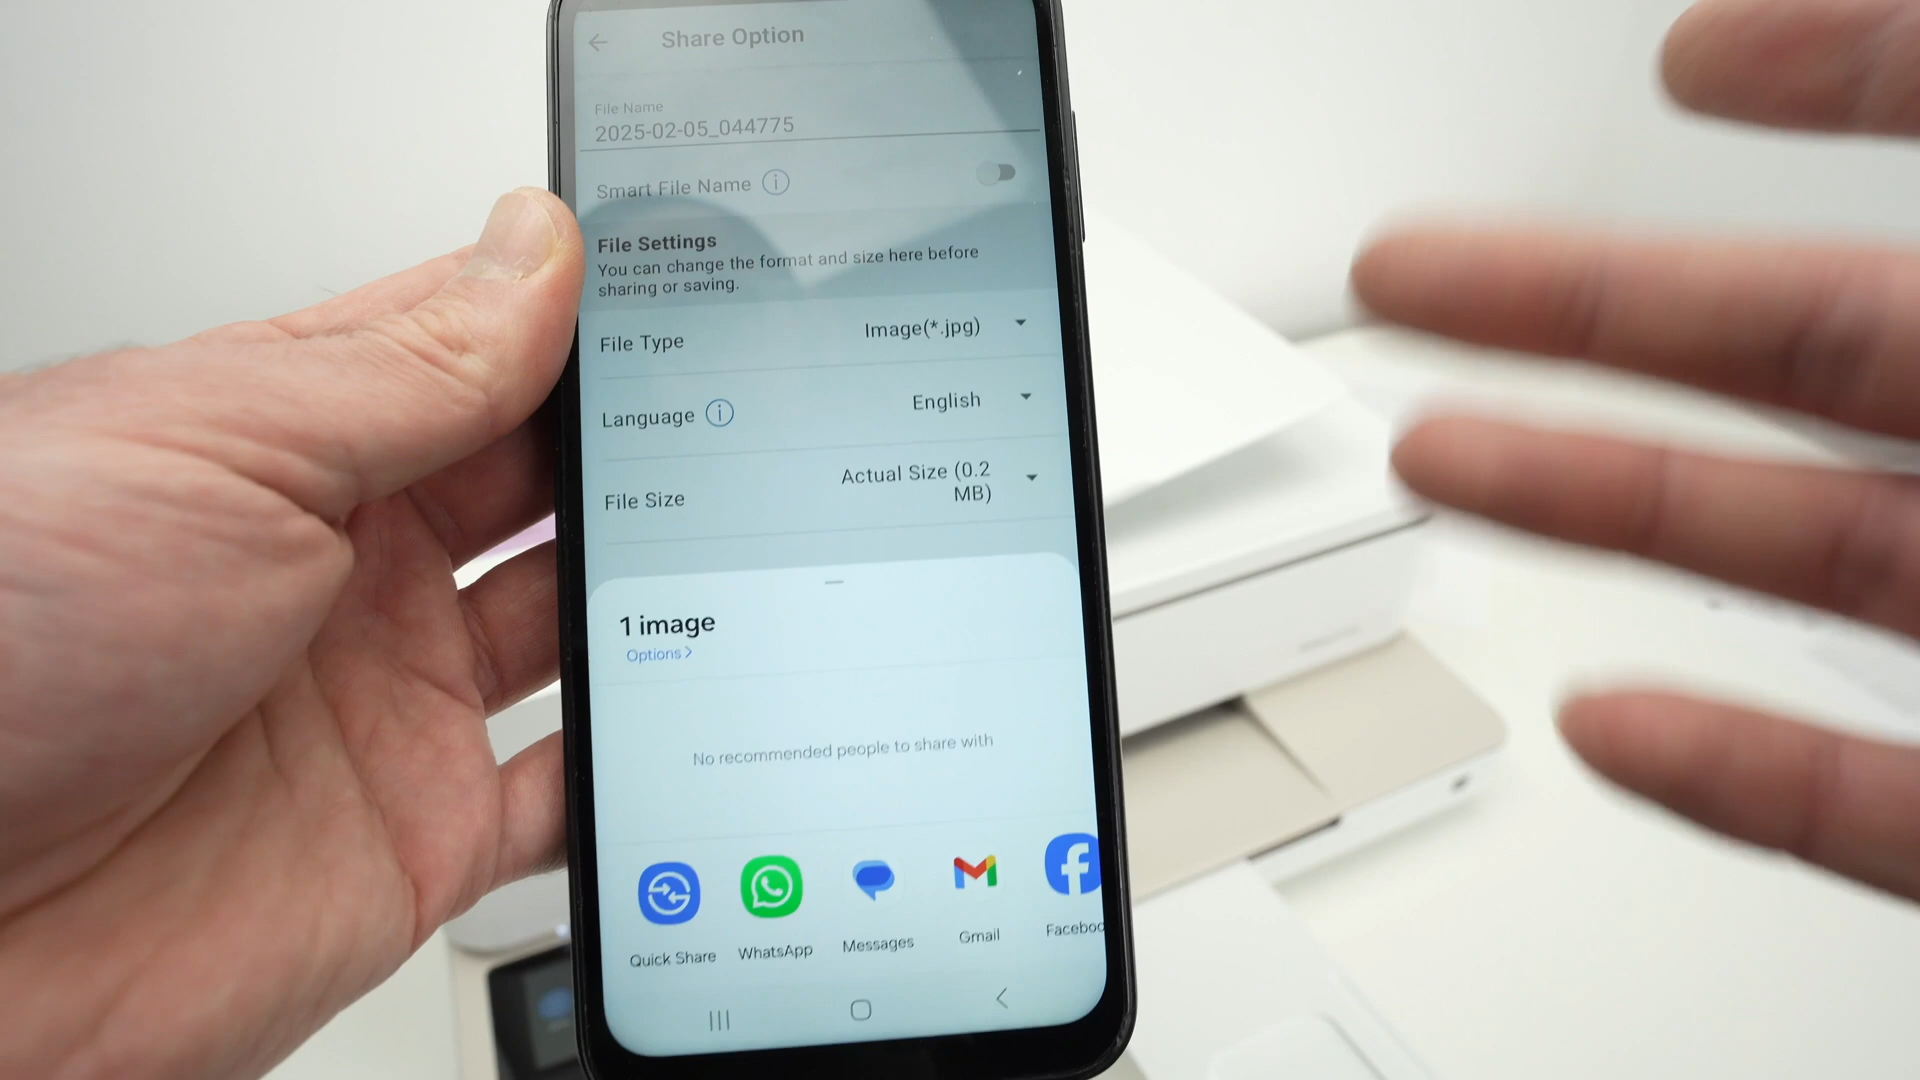 Share Option
File Name
2025-02-05_044775
Smart File Name
File Settings
You can change the format and size here before
sharing or saving.
File Type
Image(*.jpg)
Language
English
File Size
Actual Size (0.2
MB)
1 image
Options
No recommended people to share with
Quick Share
WhatsApp
Messages
Gmail
Faceboo